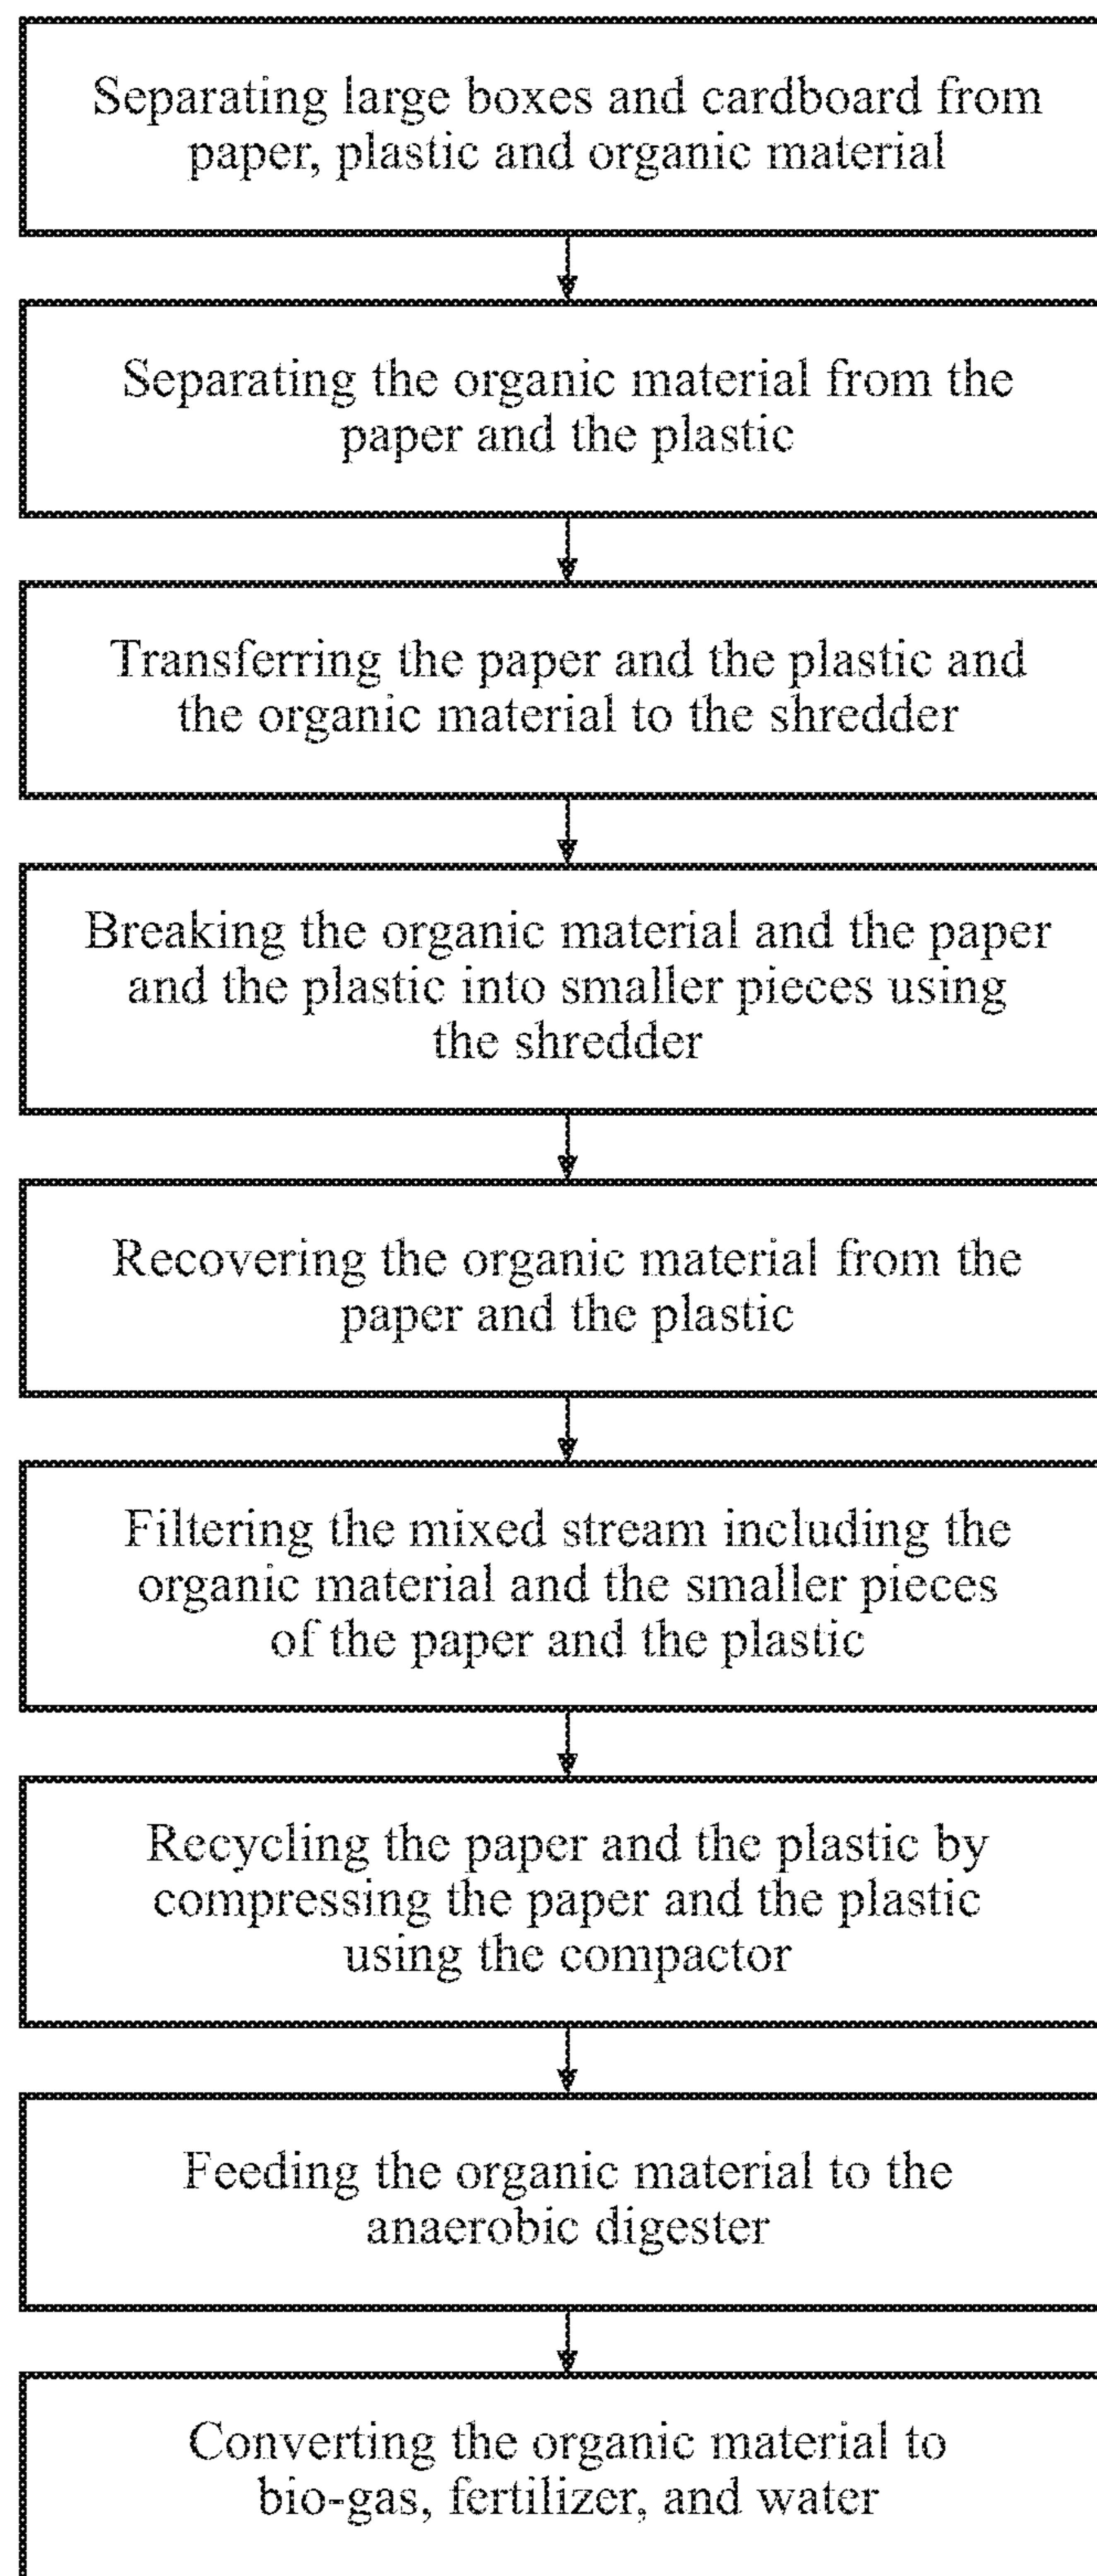 Separating large boxes and cardboard from
paper, plastic and organic material
Separating the organic material from the
paper and the plastic
Transferring the paper and the plastic and
the organic material to the shredder
Breaking the organic material and the paper
and the plastic into smaller pieces using
the shredder
Recovering the organic material from the
paper and the plastic
Filtering the mixed stream including the
organic material and the smaller pieces
of the paper and the plastic
Recycling the paper and the plastic by
compressing the paper and the plastic
using the compactor
Feeding the organic material to the
anaerobic digester
Converting the organic material to
bio-gas, fertilizer, and water